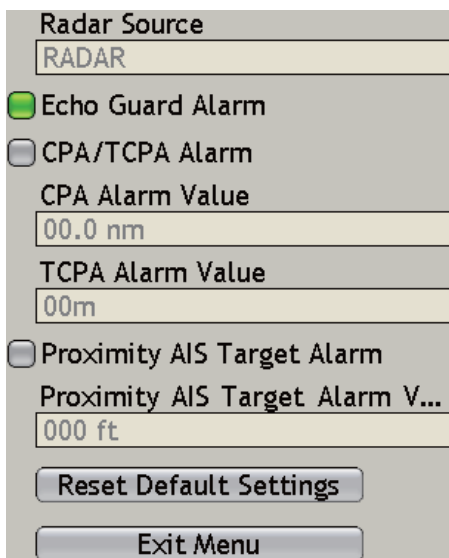 Radar Source
RADAR
Echo Guard Alarm
CPA/TCPA Alarm
CPA Alarm Value
00.0 nm
TCPA Alarm Value
00m
Proximity AIS Target Alarm
Proximity AIS Target Alarm V...
000 ft
Reset Default Settings
Exit Menu